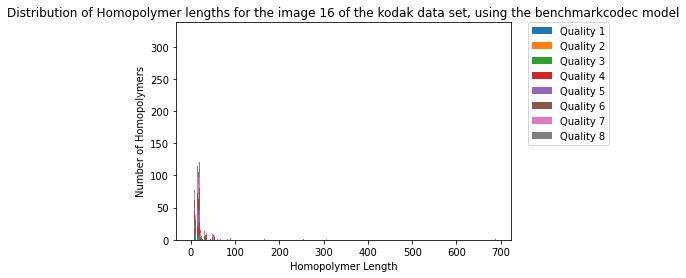 Distribution of Homopolymer lengths for the image 16 of the kodak data set, using the benchmarkcodec model
Number of Homopolymers
300
250
200
150
100
50
0
0 100 200 300 400 500 600 700
Homopolymer Length
Quality 1
Quality 2
Quality 3
Quality 4
Quality 5
Quality 6
Quality 7
Quality 8